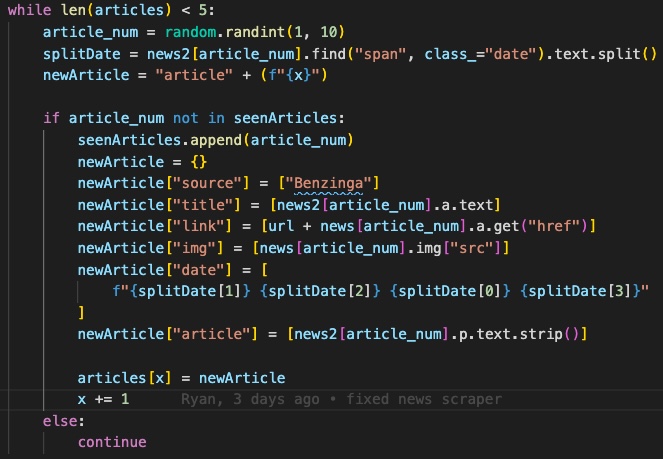 while len(articles) < 5:
    article_num = random.randint(1, 10)
    splitDate = news2[article_num].find("span", class_="date").text.split()
    newArticle = "article" + (f"{x}")

    if article_num not in seenArticles:
        seenArticles.append(article_num)
        newArticle = {}
        newArticle["source"] = ["Benzinga"]
        newArticle["title"] = [news2[article_num].a.text]
        newArticle["link"] = [url + news[article_num].a.get("href")]
        newArticle["img"] = [news[article_num].img["src"]]
        newArticle["date"] = [
            f"{splitDate[1]} {splitDate[2]} {splitDate[0]} {splitDate[3]}"
        ]
        newArticle["article"] = [news2[article_num].p.text.strip()]

        articles[x] = newArticle
        x += 1      Ryan, 3 days ago • fixed news scraper
    else:
        continue